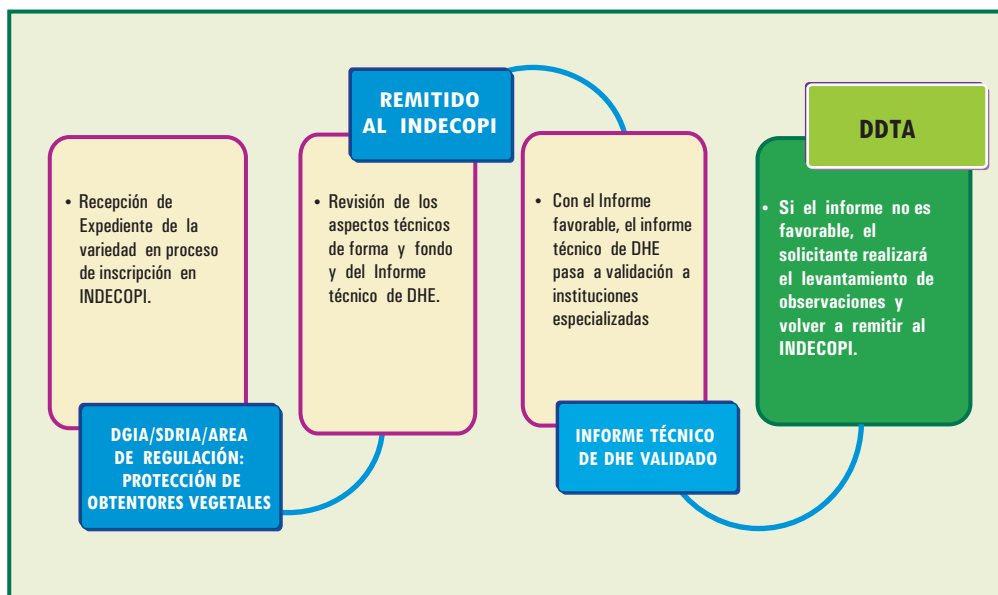 • Recepción de
Expediente de la
variedad en proceso
de inscripción en
INDECOPI.
DGIA/SDRIA/AREA
DE REGULACIÓN:
PROTECCIÓN DE
OBTENTORES VEGETALES
REMITIDO
AL INDECOPI
• Revisión de los
aspectos técnicos
de forma y fondo
y del Informe
técnico de DHE.
• Con el Informe
favorable, el informe
técnico de DHE
pasa a validación a
instituciones
especializadas
INFORME TÉCNICO
DE DHE VALIDADO
DDTA
• Si el informe no es
favorable, el
solicitante realizará
el levantamiento de
observaciones y
volver a remitir al
INDECOPI.